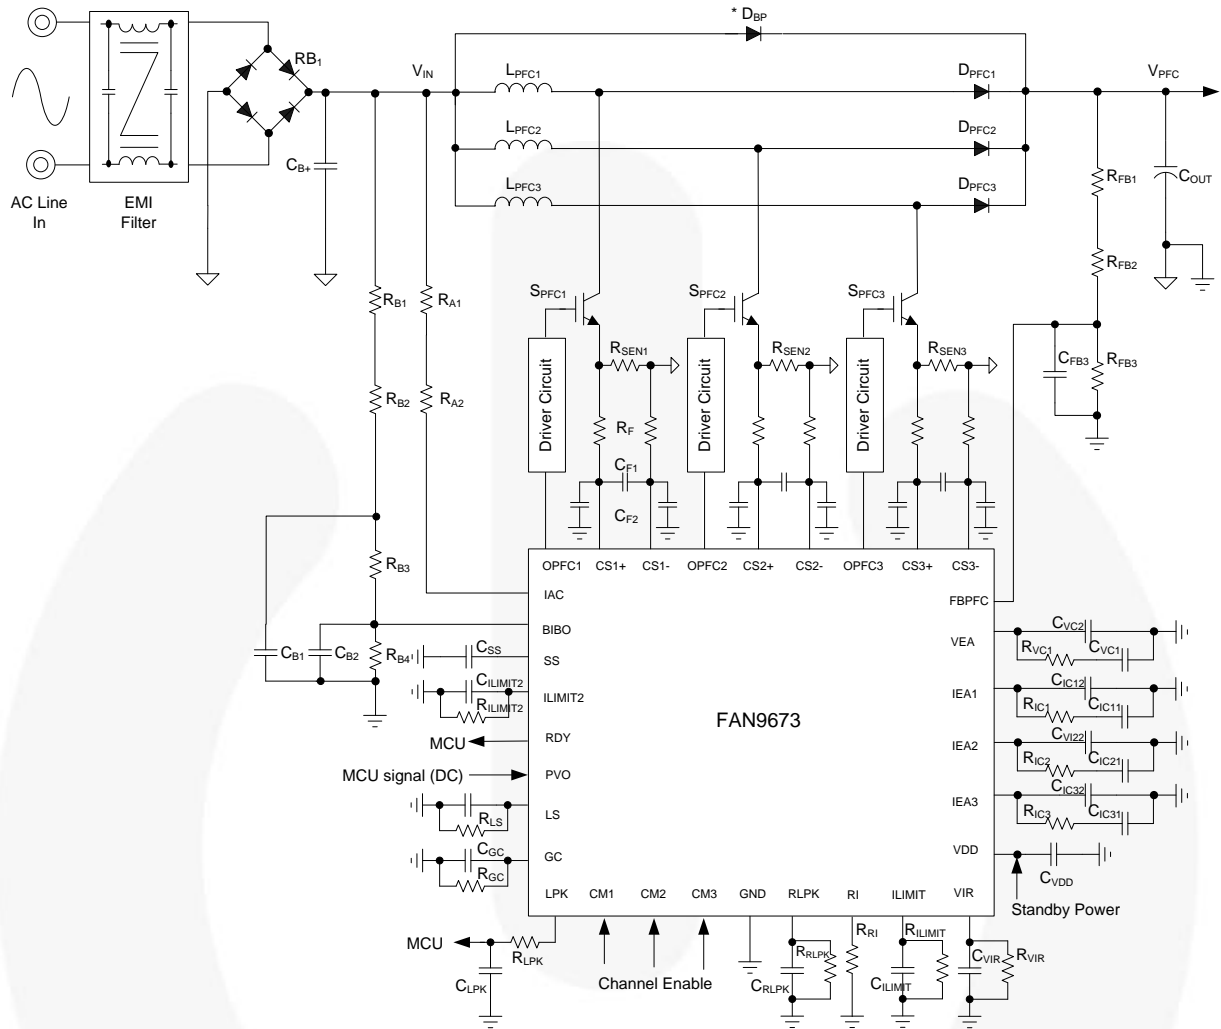 * DBP
RB1
VIN
LPFC1
DPFC1
VPFC
LPFC2
DPFC2
LPFC3
DPFC3
CB+
AC Line
In
EMI
Filter
RFB1
COUT
RFB2
RB1
RA1
SPFC1
SPFC2
SPFC3
RSEN1
RSEN2
RSEN3
CFB3
RFB3
RB2
RA2
Driver Circuit
RF
Driver Circuit
Driver Circuit
CF1
CF2
RB3
OPFC1
CS1+
CS1-
OPFC2
CS2+
CS2-
OPFC3
CS3+
CS3-
IAC
FBPFC
BIBO
CB1
CB2
RB4
CSS
SS
VEA
CVC2
RVC1
CVC1
CILIMIT2
RILIMIT2
ILIMIT2
IEA1
CIC12
RIC1
CIC11
FAN9673
MCU
RDY
IEA2
CVI22
RIC2
CIC21
MCU signal (DC)
PVO
IEA3
CIC32
RIC3
CIC31
RLS
LS
CGC
RGC
GC
VDD
CVDD
Standby Power
LPK
CM1
CM2
CM3
GND
RLPK
RI
ILIMIT
VIR
MCU
RLPK
CLPK
Channel Enable
RRLPK
CRLPK
RRI
RILIMIT
CILIMIT
CVIR
RVIR